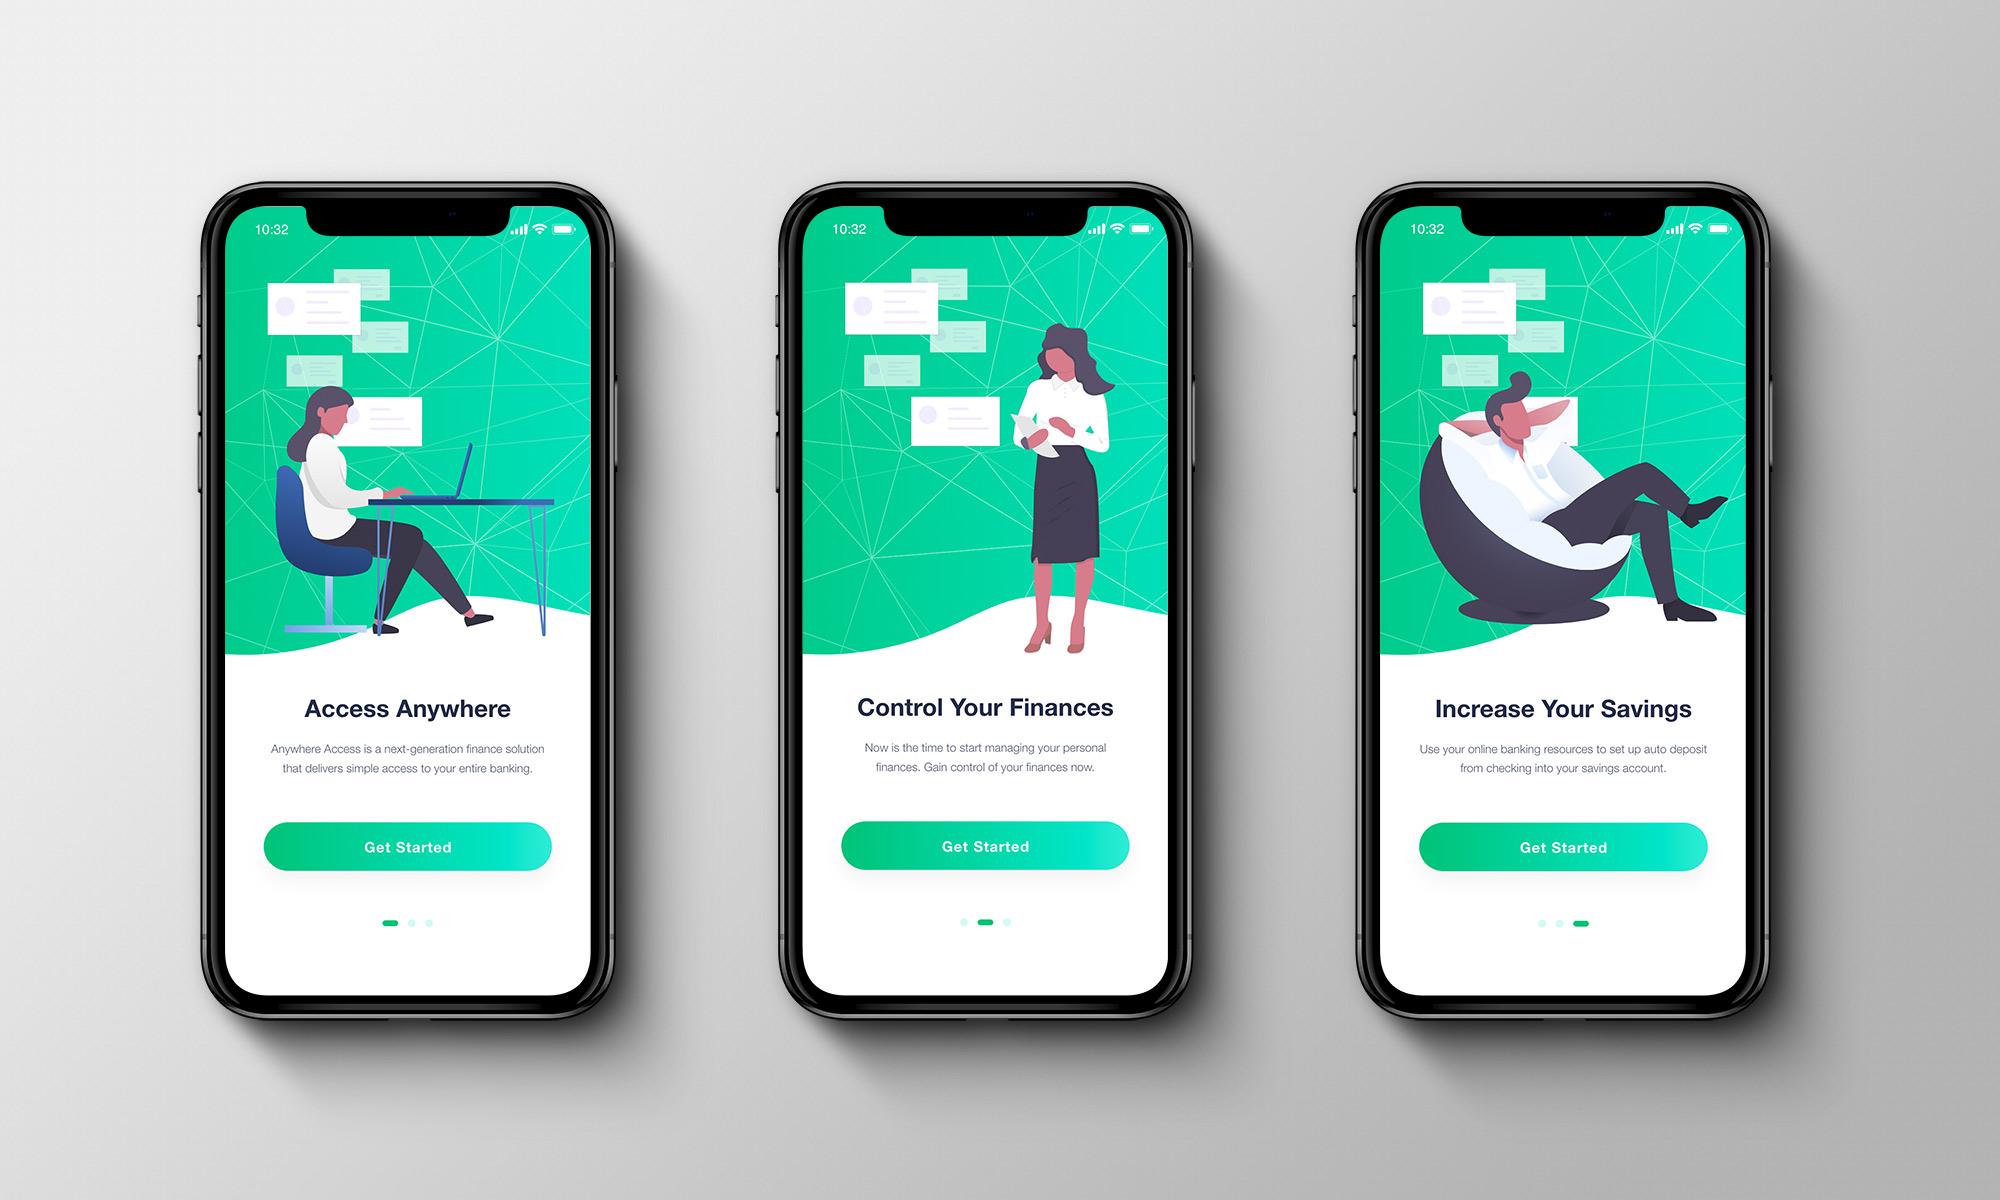 10:32
Access Anywhere
Anywhere Access is a next-generation finance solution
that delivers simple access to your entire banking.
Get Started
10:32
Control Your Finances
Now is the time to start managing your personal
finances. Gain control of your finances now.
Get Started
10:32
Increase Your Savings
Use your online banking resources to set up auto deposit
from checking into your savings account.
Get Started